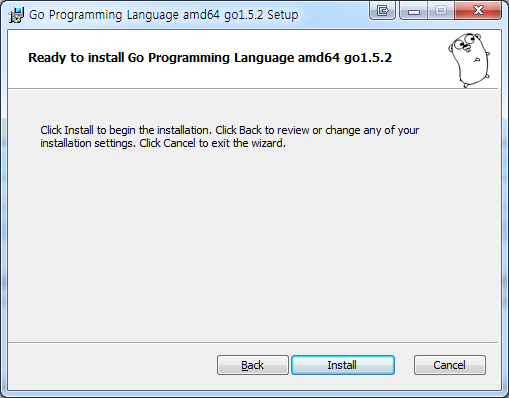 Go Programming Language amd64 go1.5.2 Setup
Ready to install Go Programming Language amd64 go1.5.2
Click Install to begin the installation. Click Back to review or change any of your
installation settings. Click Cancel to exit the wizard.
Back
Install
Cancel